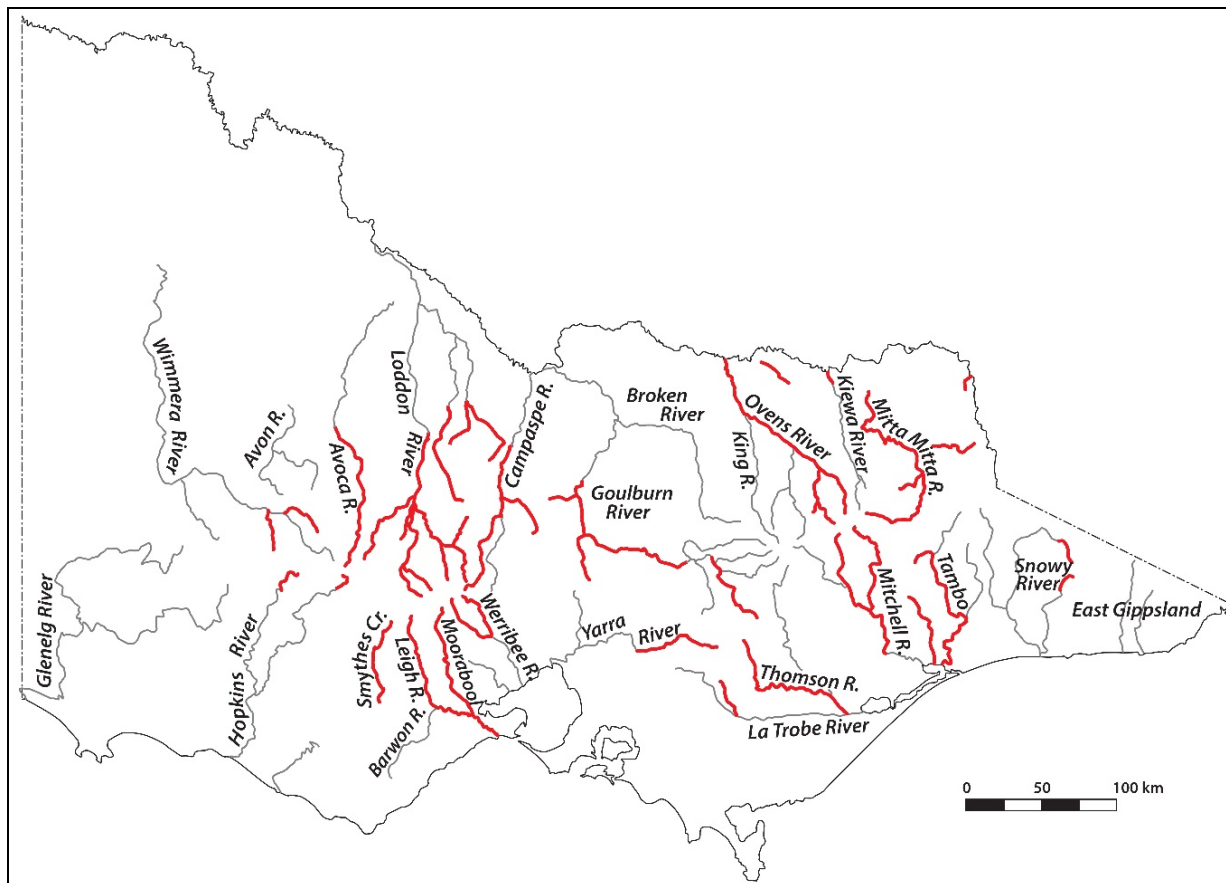 Wimmera River
Avon R.
Avoca R.
Loddon
River
Campaspe R.
Broken
River
Goulburn
River
King R.
Ovens River
Kiewa River
Mitta Mitta R.
Mitchell R.
Tambo
Snowy
River
East Gippsland
Glenelg River
Hopkins River
Smythes Cr.
Leigh R.
Moorabool
Werribee R.
Barwon R.
Yarra River
Thomson R.
La Trobe River
0 50 100 km